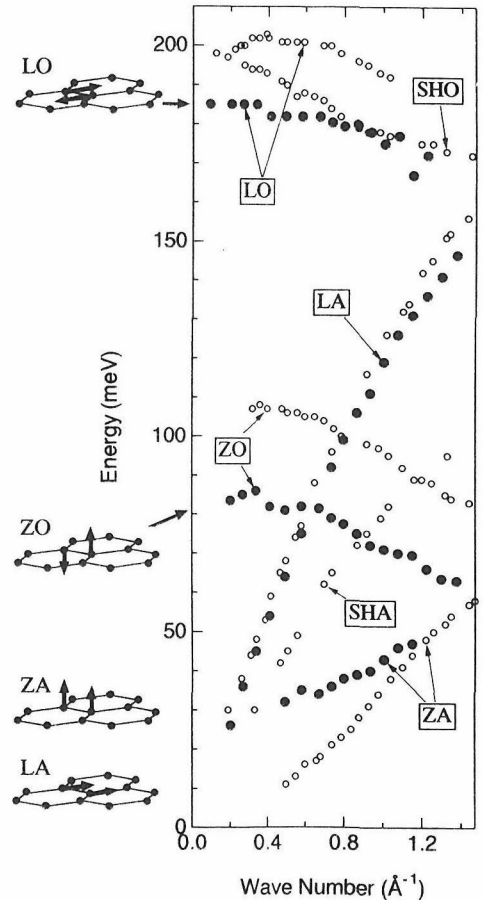 200
LO
SHO
LO
150
LA
Energy (meV)
100
ZO
ZO
SHA
50
ZA
ZA
LA
0
0.0
0.4
0.8
1.2
Wave Number (Å⁻¹)